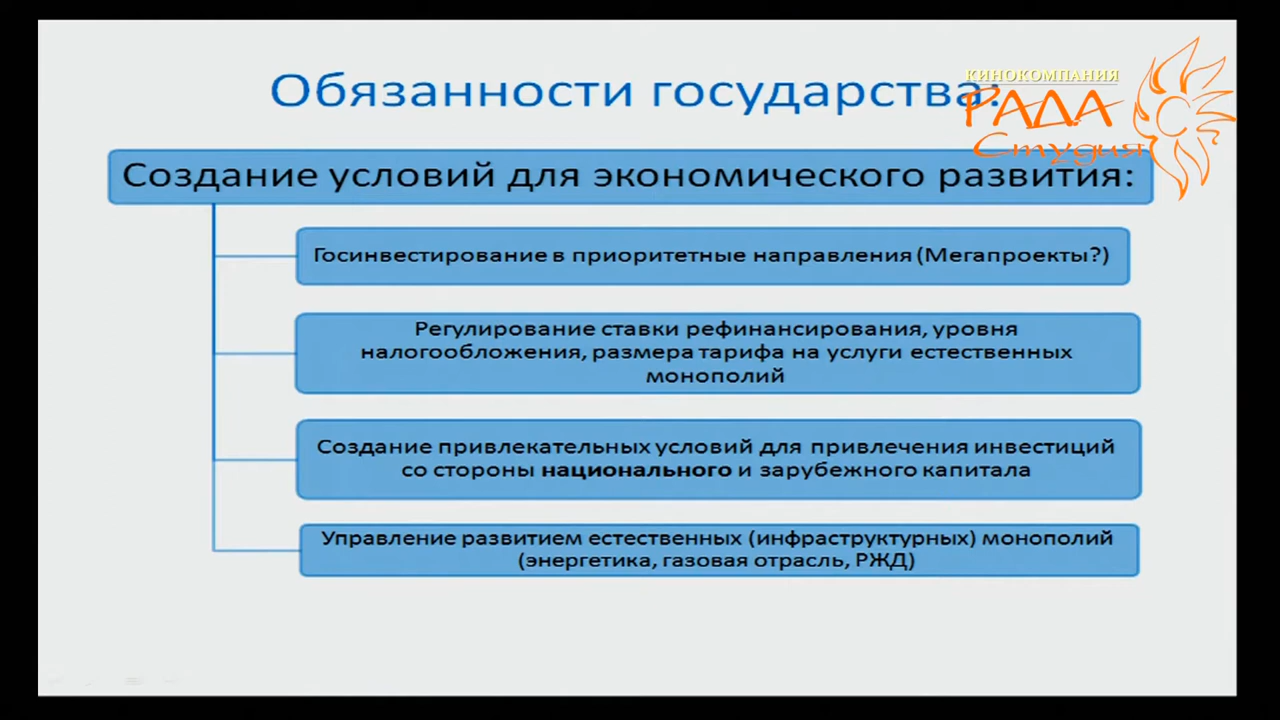 Обязанности государства:
КИНОКОМПАНИЯ
РАДА
Студия
Создание условий для экономического развития:
Госинвестирование в приоритетные направления (Мегапроекты?)
Регулирование ставки рефинансирования, уровня
налогообложения, размера тарифа на услуги естественных
монополий
Создание привлекательных условий для привлечения инвестиций
со стороны национального и зарубежного капитала
Управление развитием естественных (инфраструктурных) монополий
(энергетика, газовая отрасль, РЖД)